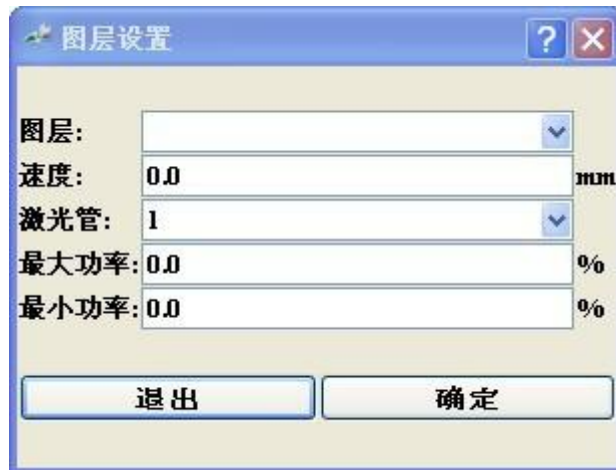 图层设置
图层:
速度: 0.0 mm
激光管: 1
最大功率: 0.0 %
最小功率: 0.0 %
退出 确定